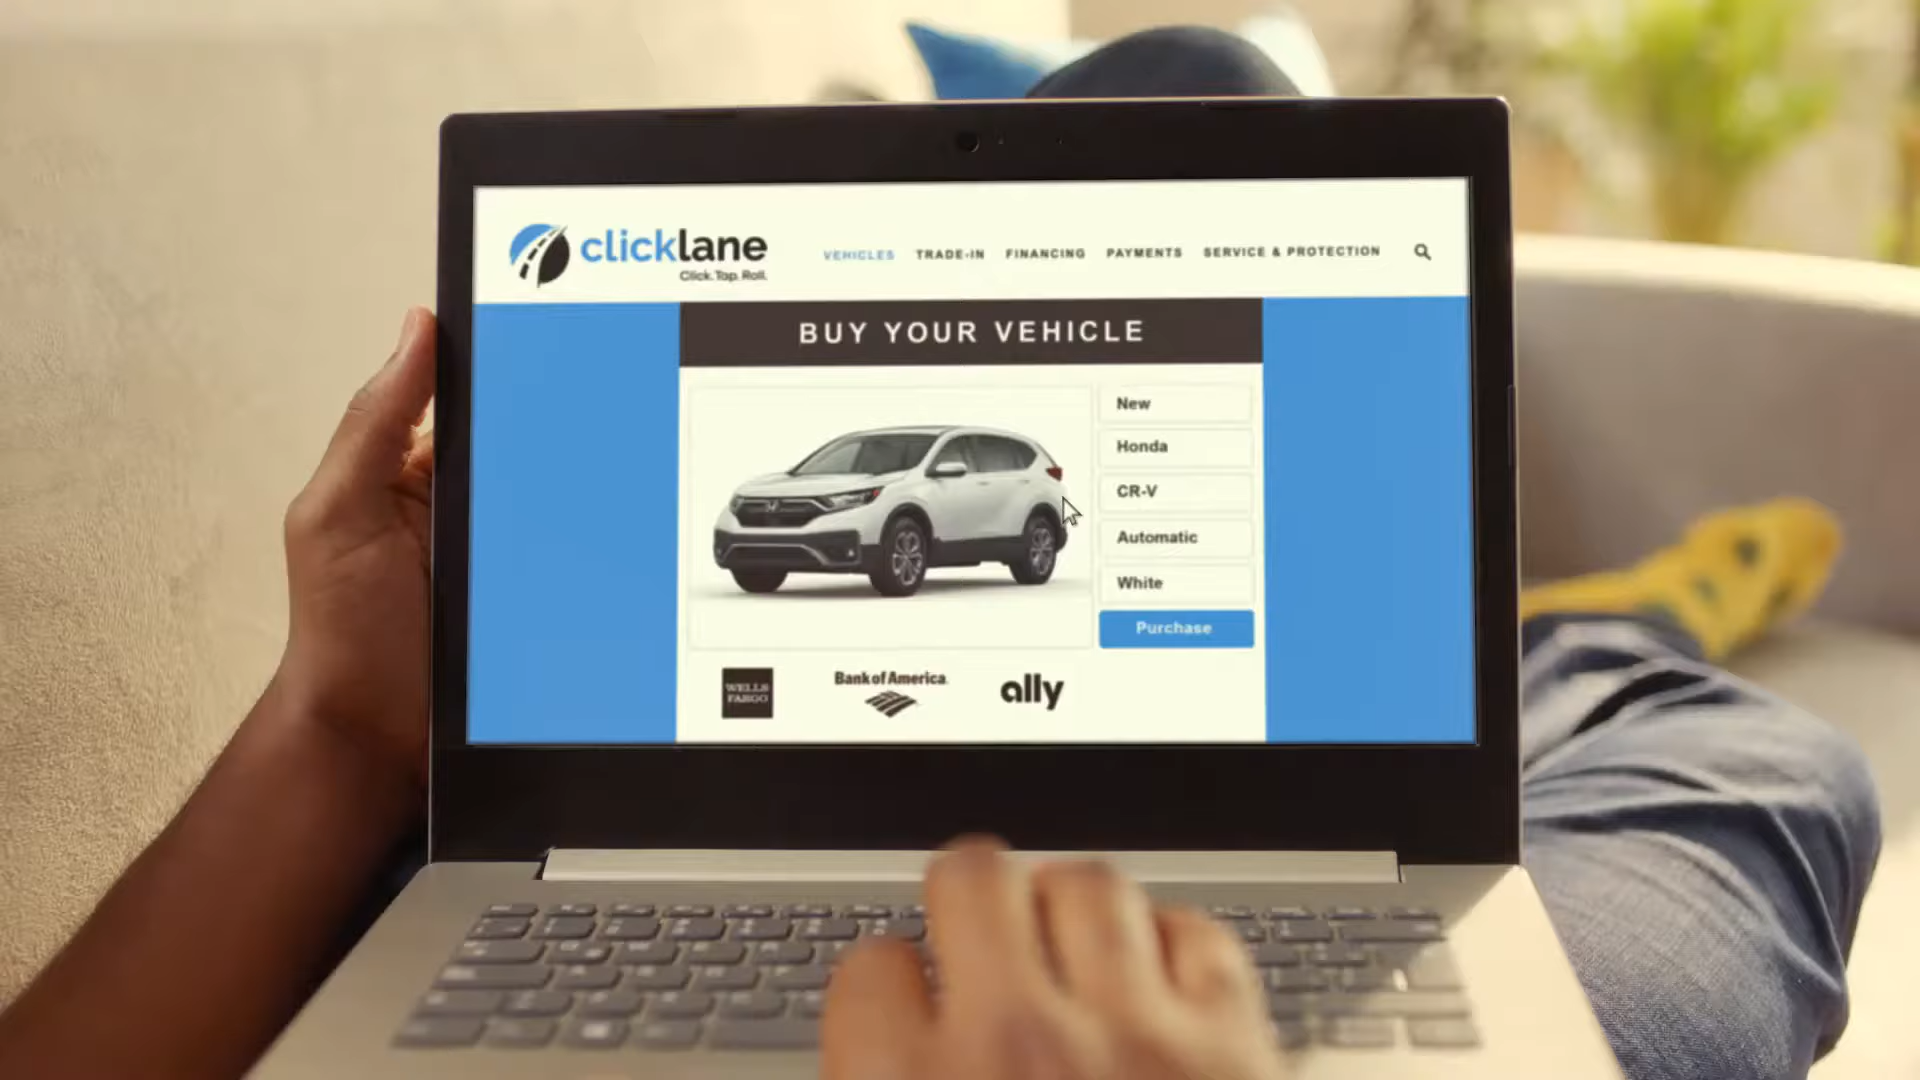 clicklane
Click. Tap. Roll.
VEHICLES TRADE-IN FINANCING PAYMENTS SERVICE & PROTECTION
BUY YOUR VEHICLE
New
Honda
CR-V
Automatic
White
Purchase
WELLS
FARGO
Bank of America
ally